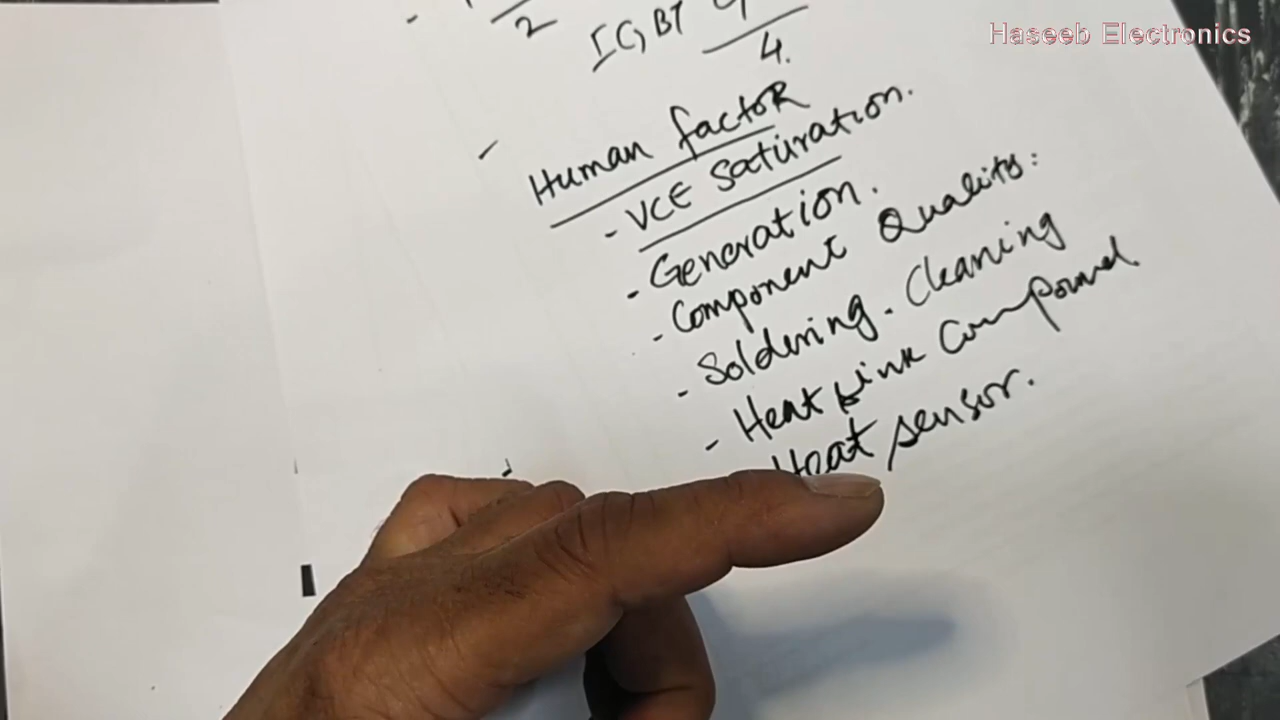 Haseeb Electronics
2
IGBT
4.
Human factoR
- VCE Saturation.
- Generation.
- Component Quality:
- Soldering. Cleaning
- Heat sink Compound.
Heat sensor.